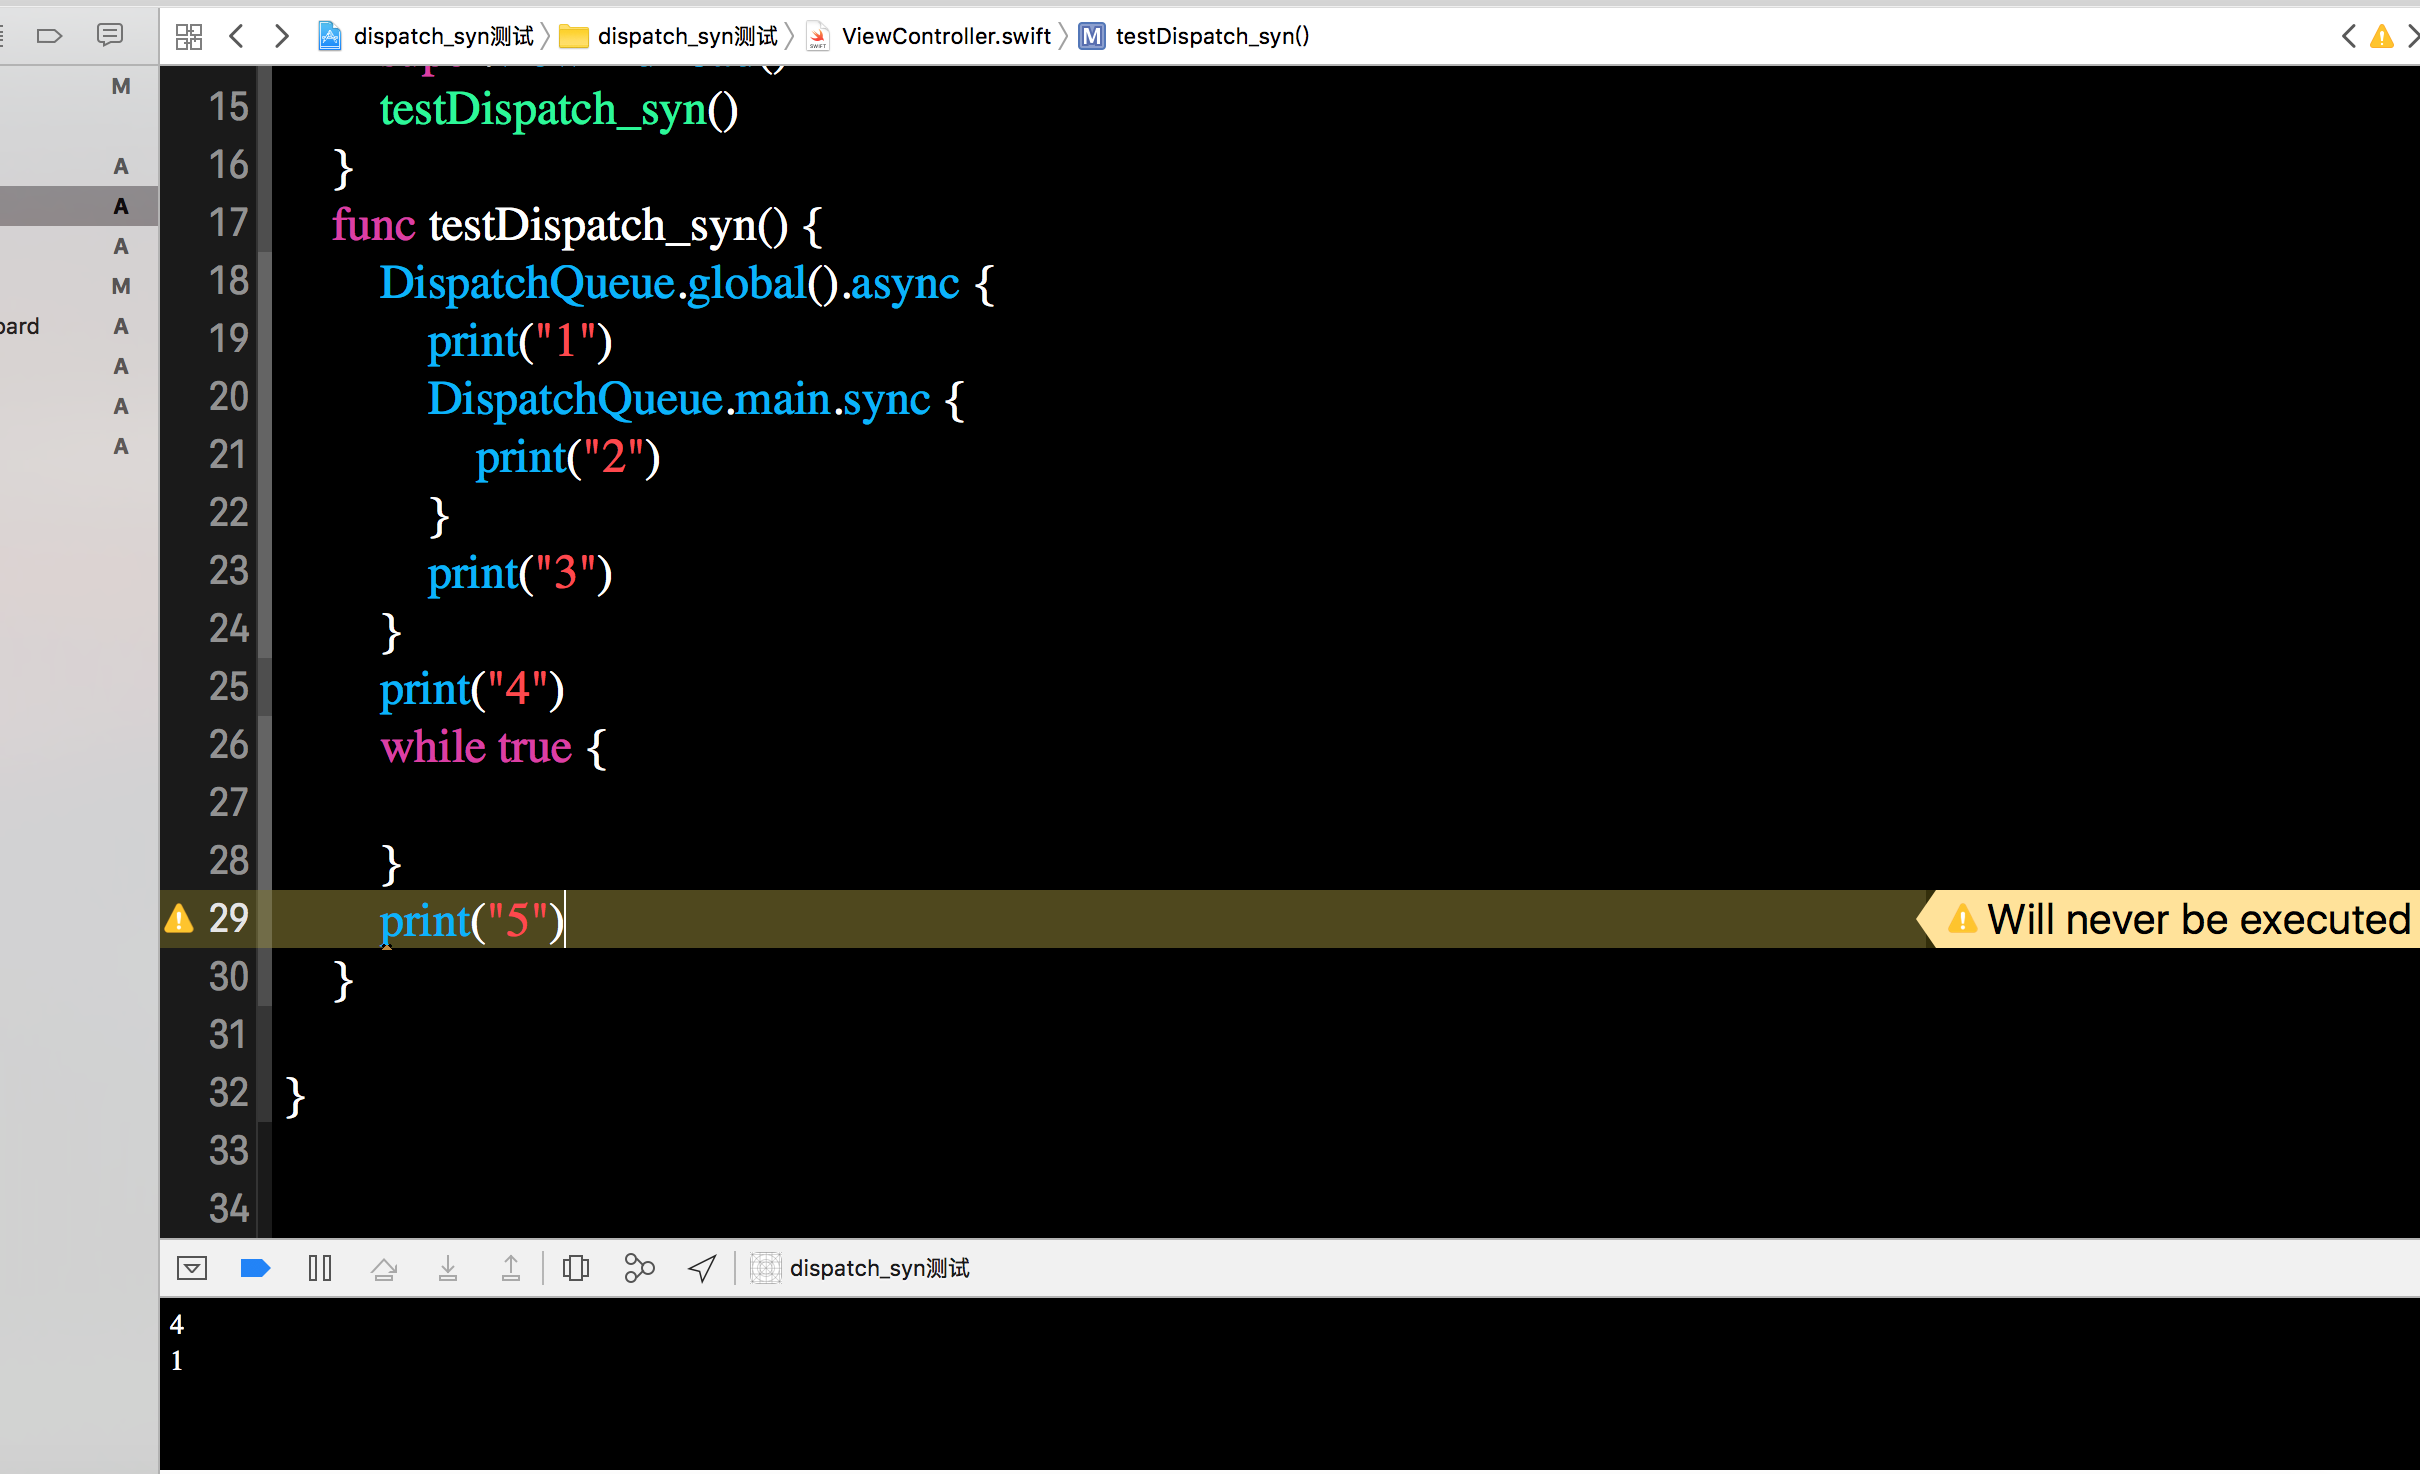 dispatch_syn测试 dispatch_syn测试 ViewController.swift M testDispatch_syn()
M
A
A
A
M
oard A
A
A
A
15 testDispatch_syn()
16 }
17 func testDispatch_syn() {
18 DispatchQueue.global().async {
19 print("1")
20 DispatchQueue.main.sync {
21 print("2")
22 }
23 print("3")
24 }
25 print("4")
26 while true {
27
28 }
29 print("5") Will never be executed
30 }
31
32 }
33
34
dispatch_syn测试
4
1